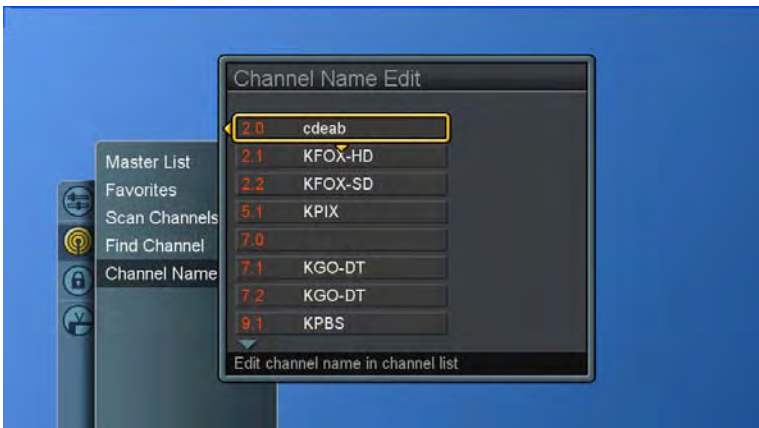 Channel Name Edit
2.0 cdeab
2.1 KFOX-HD
2.2 KFOX-SD
5.1 KPIX
7.0
7.1 KGO-DT
7.2 KGO-DT
9.1 KPBS
Edit channel name in channel list
Master List
Favorites
Scan Channels
Find Channel
Channel Name